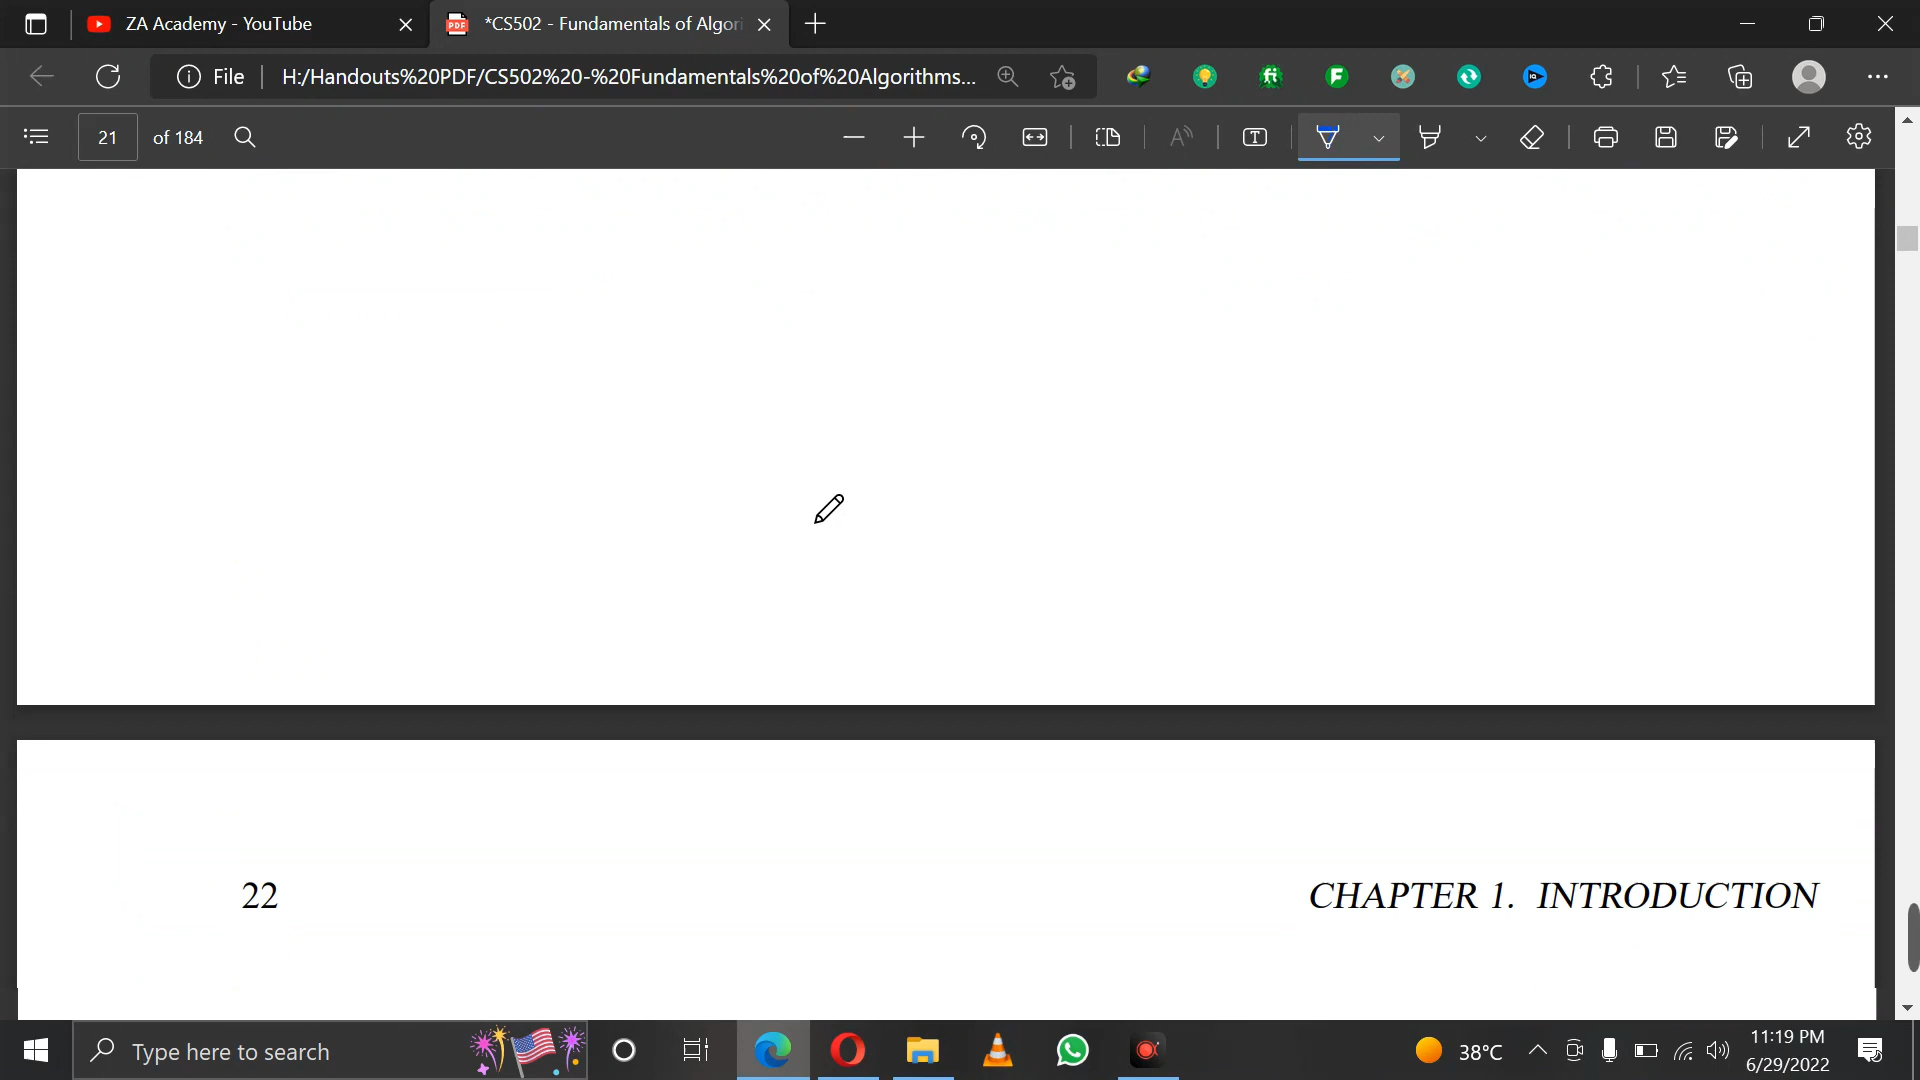 ZA Academy - YouTube
*CS502 - Fundamentals of Algori
File
H:/Handouts%20PDF/CS502%20-%20Fundamentals%20of%20Algorithms...
21 of 184
22
CHAPTER 1. INTRODUCTION
Type here to search
38°C
11:19 PM
6/29/2022